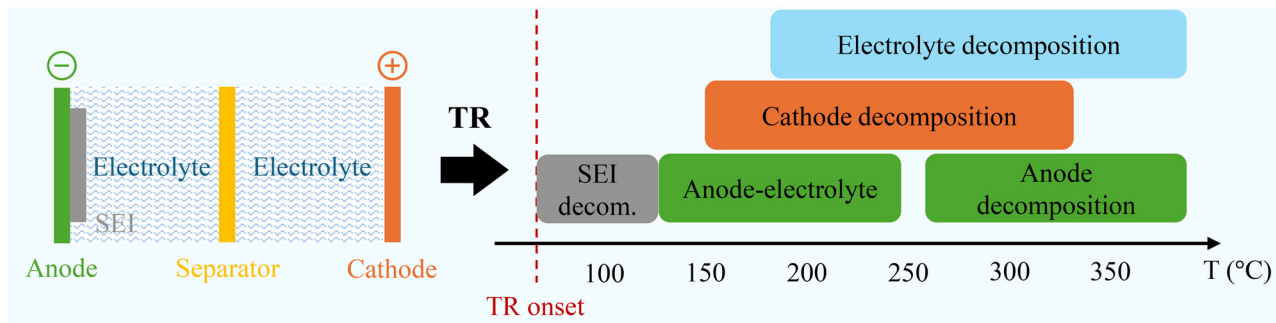 −
+
Electrolyte
Electrolyte
SEI
Anode
Separator
Cathode
TR
Electrolyte decomposition
Cathode decomposition
SEI
decom.
Anode-electrolyte
Anode
decomposition
100
150
200
250
300
350
T (°C)
TR onset